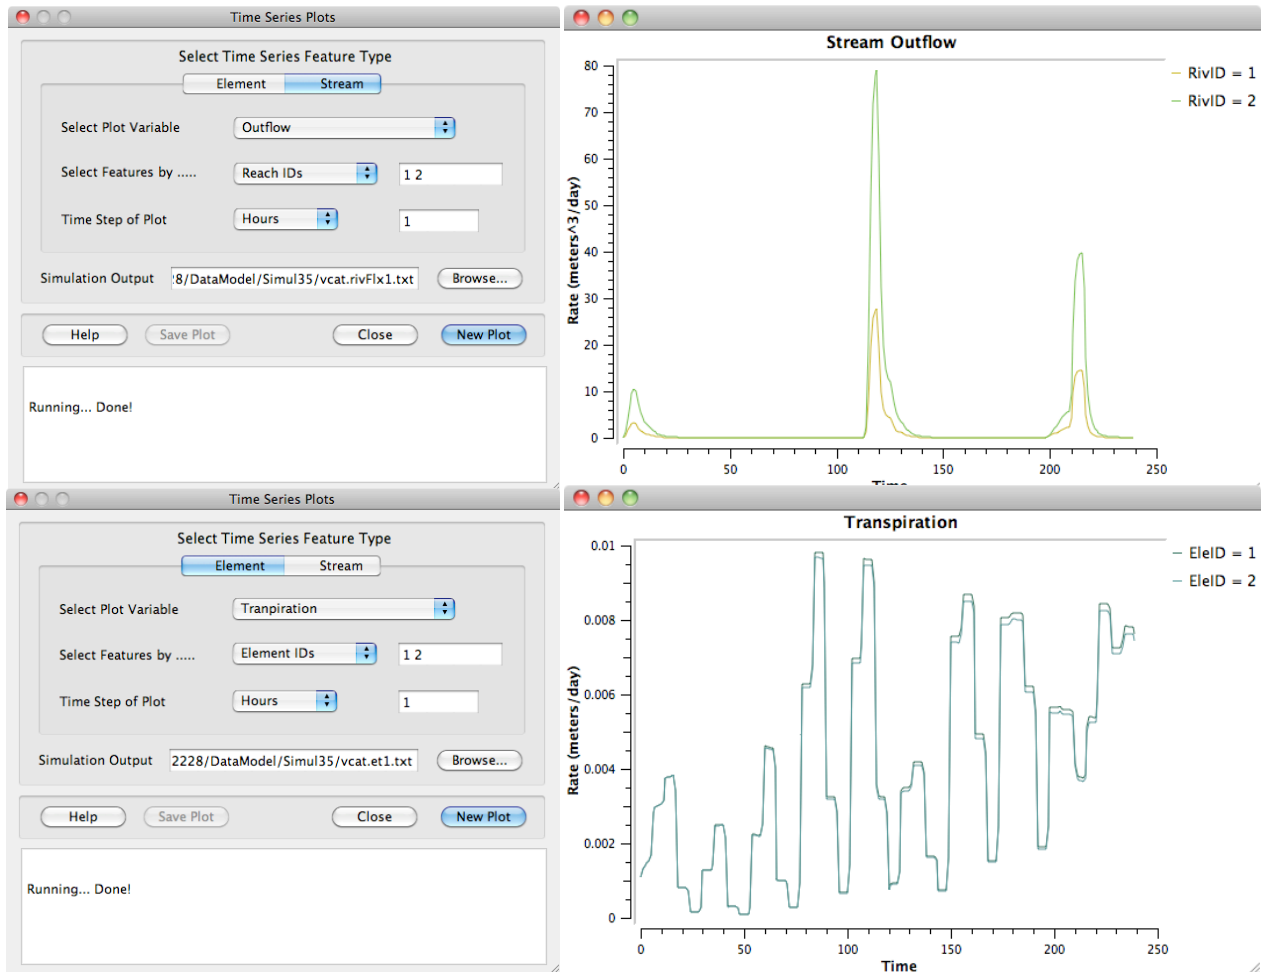 Time Series Plots
Select Time Series Feature Type
Element Stream
Select Plot Variable Outflow
Select Features by ..... Reach IDs 1 2
Time Step of Plot Hours 1
Simulation Output :8/DataModel/Simul35/vcat.rivFlx1.txt Browse...
Help Save Plot Close New Plot
Running... Done!
Stream Outflow
RivID = 1
RivID = 2
Rate (meters^3/day)
80
70
60
50
40
30
20
10
0
0 50 100 150 200 250
Time
Time Series Plots
Select Time Series Feature Type
Element Stream
Select Plot Variable Tranpiration
Select Features by ..... Element IDs 1 2
Time Step of Plot Hours 1
Simulation Output 2228/DataModel/Simul35/vcat.et1.txt Browse...
Help Save Plot Close New Plot
Running... Done!
Transpiration
EleID = 1
EleID = 2
Rate (meters/day)
0.01
0.008
0.006
0.004
0.002
0
0 50 100 150 200 250
Time